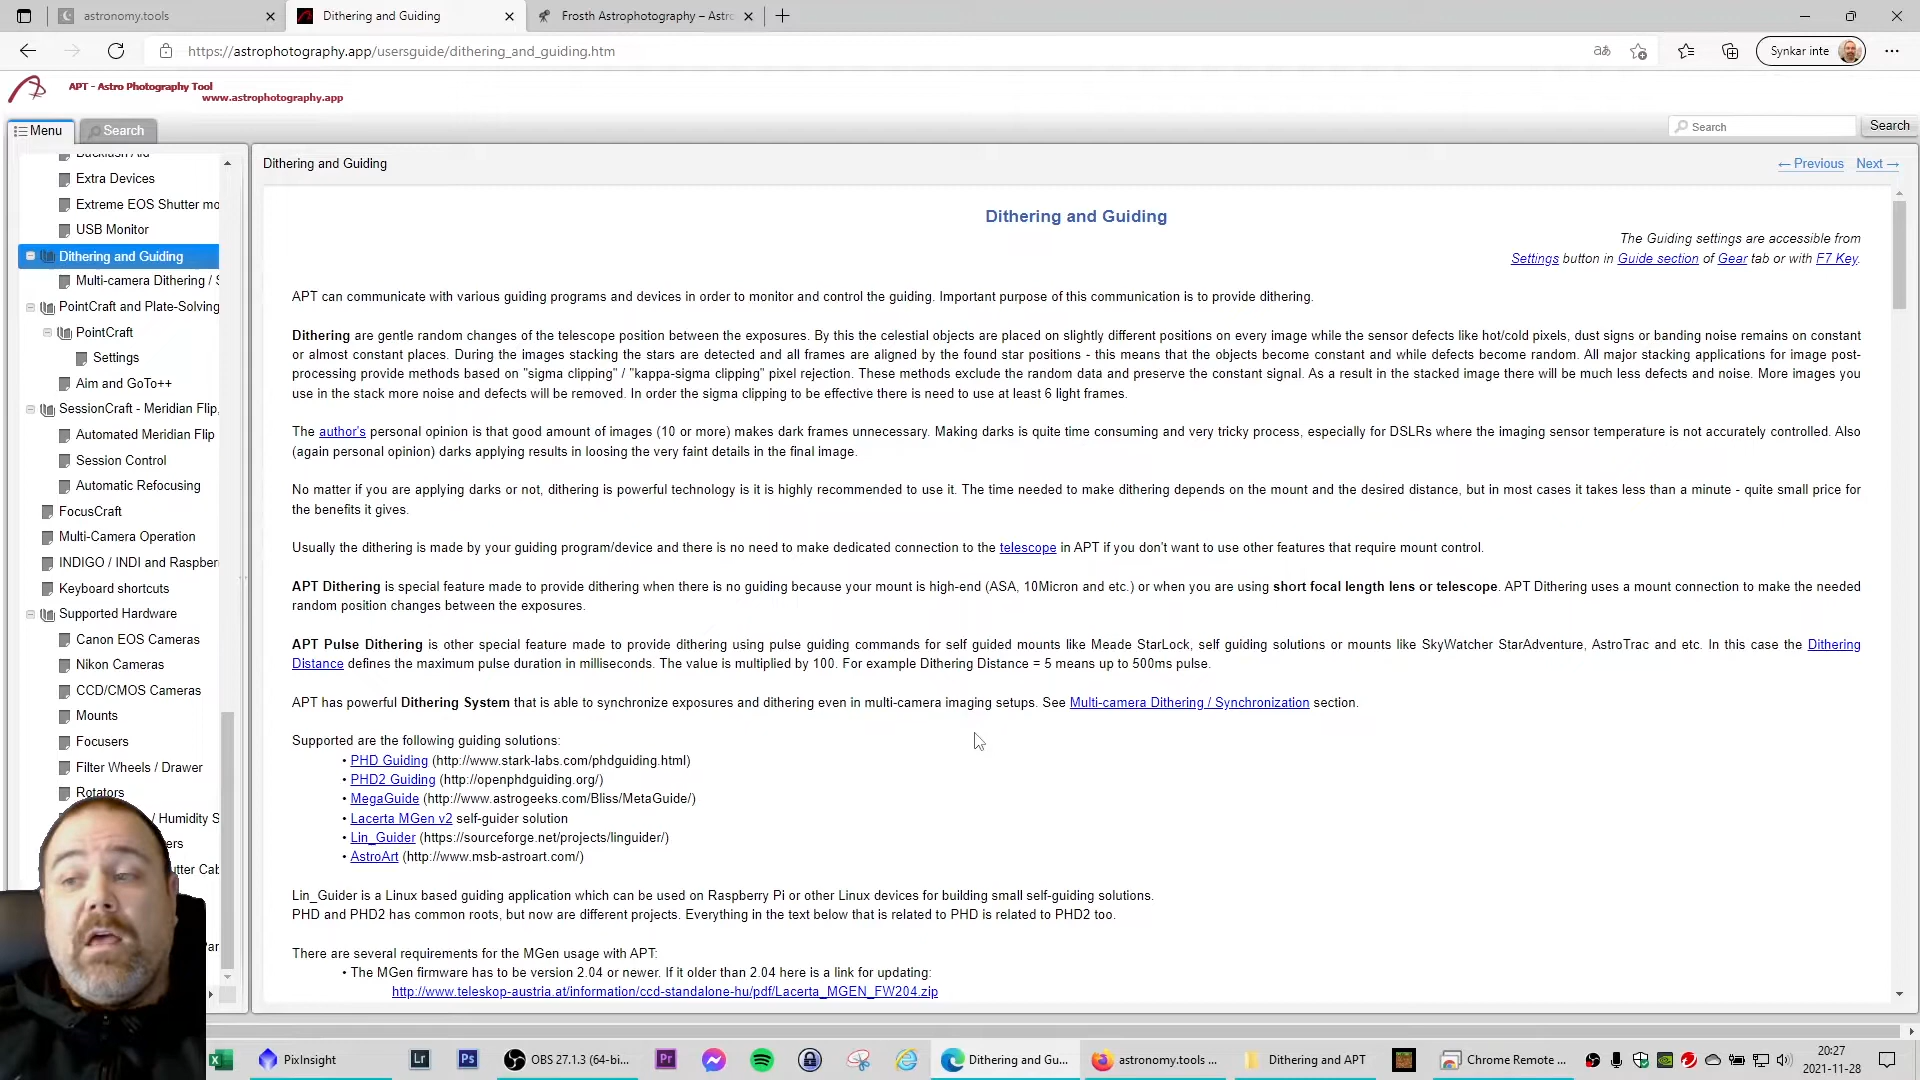 astronomy.tools
Dithering and Guiding
Frosth Astrophotography – Astro
https://astrophotography.app/usersguide/dithering_and_guiding.htm
Synkar inte
APT - Astro Photography Tool
www.astrophotography.app
Menu
Search
Search
Search
Backlash Aid
Extra Devices
Extreme EOS Shutter mo
USB Monitor
Dithering and Guiding
Multi-camera Dithering / S
PointCraft and Plate-Solving
PointCraft
Settings
Aim and GoTo++
SessionCraft - Meridian Flip,
Automated Meridian Flip
Session Control
Automatic Refocusing
FocusCraft
Multi-Camera Operation
INDIGO / INDI and Raspber
Keyboard shortcuts
Supported Hardware
Canon EOS Cameras
Nikon Cameras
CCD/CMOS Cameras
Mounts
Focusers
Filter Wheels / Drawer
Rotators
/ Humidity S
ers
utter Cab
Par
Dithering and Guiding
← Previous Next →
Dithering and Guiding
The Guiding settings are accessible from
Settings button in Guide section of Gear tab or with F7 Key.
APT can communicate with various guiding programs and devices in order to monitor and control the guiding. Important purpose of this communication is to provide dithering.
Dithering are gentle random changes of the telescope position between the exposures. By this the celestial objects are placed on slightly different positions on every image while the sensor defects like hot/cold pixels, dust signs or banding noise remains on constant
or almost constant places. During the images stacking the stars are detected and all frames are aligned by the found star positions - this means that the objects become constant and while defects become random. All major stacking applications for image post-
processing provide methods based on "sigma clipping" / "kappa-sigma clipping" pixel rejection. These methods exclude the random data and preserve the constant signal. As a result in the stacked image there will be much less defects and noise. More images you
use in the stack more noise and defects will be removed. In order the sigma clipping to be effective there is need to use at least 6 light frames.
The author's personal opinion is that good amount of images (10 or more) makes dark frames unnecessary. Making darks is quite time consuming and very tricky process, especially for DSLRs where the imaging sensor temperature is not accurately controlled. Also
(again personal opinion) darks applying results in loosing the very faint details in the final image.
No matter if you are applying darks or not, dithering is powerful technology is it is highly recommended to use it. The time needed to make dithering depends on the mount and the desired distance, but in most cases it takes less than a minute - quite small price for
the benefits it gives.
Usually the dithering is made by your guiding program/device and there is no need to make dedicated connection to the telescope in APT if you don't want to use other features that require mount control.
APT Dithering is special feature made to provide dithering when there is no guiding because your mount is high-end (ASA, 10Micron and etc.) or when you are using short focal length lens or telescope. APT Dithering uses a mount connection to make the needed
random position changes between the exposures.
APT Pulse Dithering is other special feature made to provide dithering using pulse guiding commands for self guided mounts like Meade StarLock, self guiding solutions or mounts like SkyWatcher StarAdventure, AstroTrac and etc. In this case the Dithering
Distance defines the maximum pulse duration in milliseconds. The value is multiplied by 100. For example Dithering Distance = 5 means up to 500ms pulse.
APT has powerful Dithering System that is able to synchronize exposures and dithering even in multi-camera imaging setups. See Multi-camera Dithering / Synchronization section.
Supported are the following guiding solutions:
• PHD Guiding (http://www.stark-labs.com/phdguiding.html)
• PHD2 Guiding (http://openphdguiding.org/)
• MegaGuide (http://www.astrogeeks.com/Bliss/MetaGuide/)
• Lacerta MGen v2 self-guider solution
• Lin_Guider (https://sourceforge.net/projects/linguider/)
• AstroArt (http://www.msb-astroart.com/)
Lin_Guider is a Linux based guiding application which can be used on Raspberry Pi or other Linux devices for building small self-guiding solutions.
PHD and PHD2 has common roots, but now are different projects. Everything in the text below that is related to PHD is related to PHD2 too.
There are several requirements for the MGen usage with APT:
• The MGen firmware has to be version 2.04 or newer. If it older than 2.04 here is a link for updating:
http://www.teleskop-austria.at/information/ccd-standalone-hu/pdf/Lacerta_MGEN_FW204.zip
PixInsight
Lr
Ps
OBS 27.1.3 (64-bi...
Pr
Dithering and Gu...
astronomy.tools ...
Dithering and APT
Chrome Remote ...
20:27
2021-11-28